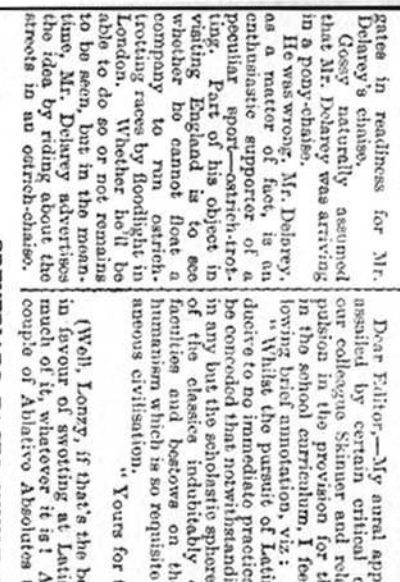 gates in readiness for Mr.
Delarey's chaise.
Gossy naturally assumed
that Mr. Delarey was arriving
in a pony-chaise.
He was wrong. Mr. Delarey,
as a matter of fact, is an
enthusiastic supporter of a
peculiar sport—ostrich-trot-
ting. Part of his object in
visiting England is to see
whether he cannot float a
company to run ostrich-
trotting races by floodlight in
London. Whether he'll be
able to do so or not remains
to be seen, but in the mean-
time, Mr. Delarey advertises
the idea by riding about the
streets in an ostrich-chaise.
Dear Editor,—My aural app
assailed by certain critical
our colleague Skinner and
pulsion in the provision for
in the school curriculum, I
lowing brief annotation, viz:
"Whilst the pursuit of Lati
ducive to no immediate practic
be conceded that notwithstand
in any but the scholastic sphere
of the classics indubitably
faculties and bestows on
humanism which is so requisite
aneous civilisation.
"Yours for
(Well, Lonzy, if that's the
in favour of swotting at Lati
much of it, whatever it is!
couple of Ablative Absolutes